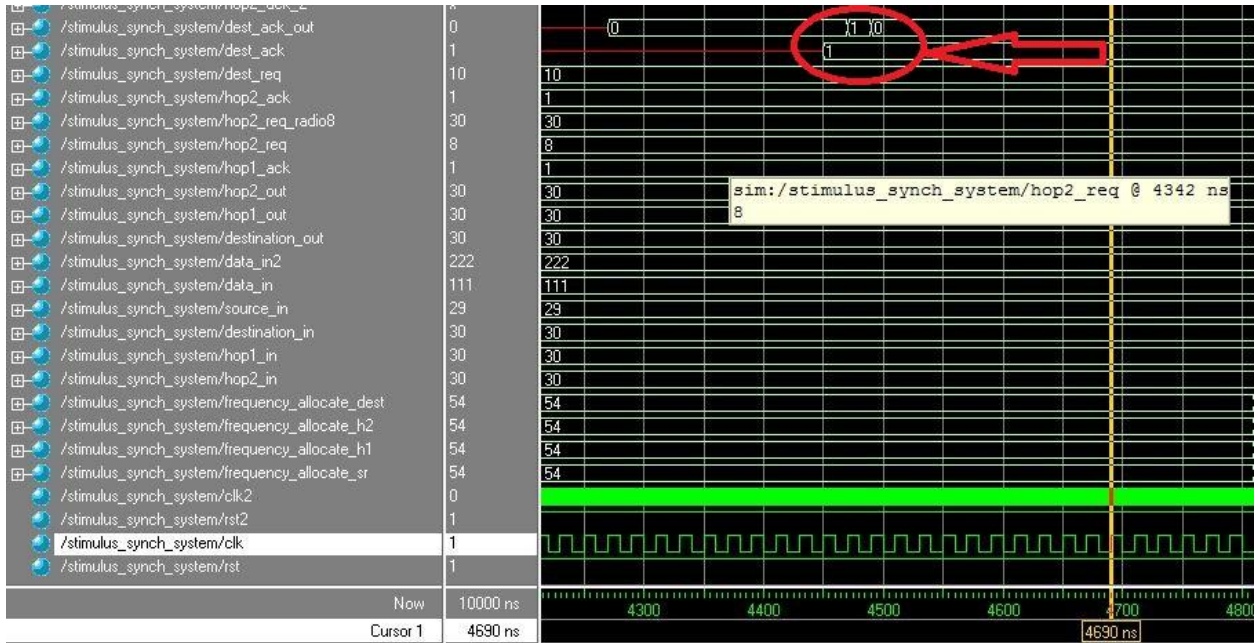 /stimulus_synch_system/hop2_ack_2 x
/stimulus_synch_system/dest_ack_out 0 0 1 0
/stimulus_synch_system/dest_ack 1 1
/stimulus_synch_system/dest_req 10 10
/stimulus_synch_system/hop2_ack 1 1
/stimulus_synch_system/hop2_req_radio8 30 30
/stimulus_synch_system/hop2_req 8 8
/stimulus_synch_system/hop1_ack 1 1
/stimulus_synch_system/hop2_out 30 30
sim:/stimulus_synch_system/hop2_req @ 4342 ns
8
/stimulus_synch_system/hop1_out 30 30
/stimulus_synch_system/destination_out 30 30
/stimulus_synch_system/data_in2 222 222
/stimulus_synch_system/data_in 111 111
/stimulus_synch_system/source_in 29 29
/stimulus_synch_system/destination_in 30 30
/stimulus_synch_system/hop1_in 30 30
/stimulus_synch_system/hop2_in 30 30
/stimulus_synch_system/frequency_allocate_dest 54 54
/stimulus_synch_system/frequency_allocate_h2 54 54
/stimulus_synch_system/frequency_allocate_h1 54 54
/stimulus_synch_system/frequency_allocate_sr 54 54
/stimulus_synch_system/clk2 0
/stimulus_synch_system/rst2 1
/stimulus_synch_system/clk 1
/stimulus_synch_system/rst 1
Now 10000 ns 4300 4400 4500 4600 4700 4800
Cursor 1 4690 ns 4690 ns